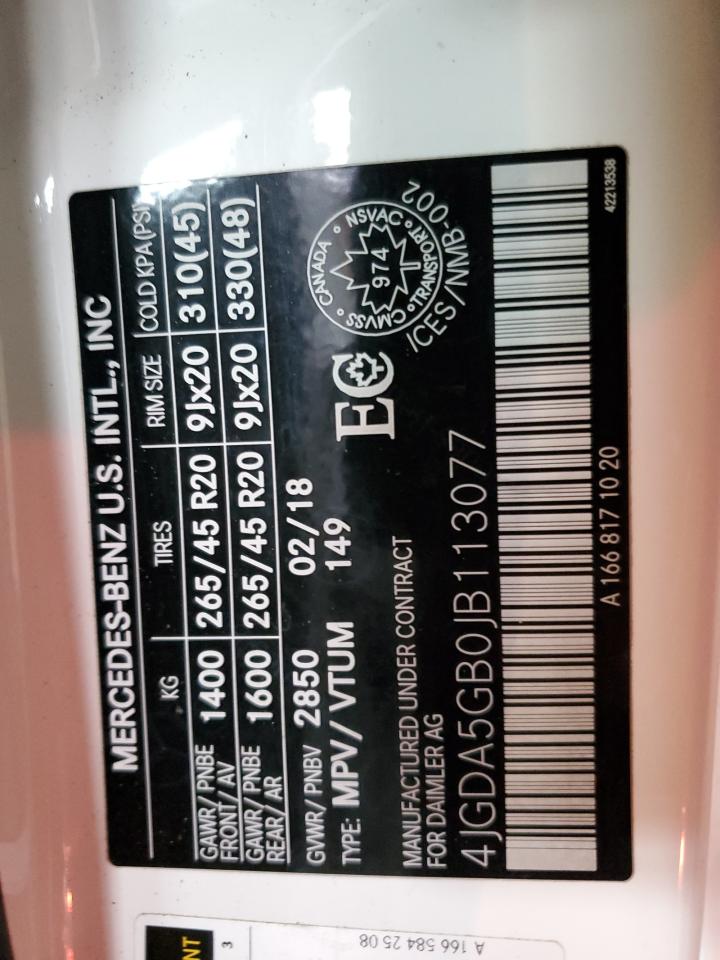 MERCEDES-BENZ U.S. INTL., INC
KG TIRES RIM SIZE COLD KPA(PSI)
GAWR/ PNBE FRONT / AV 1400 265/45 R20 9Jx20 310(45)
GAWR/ PNBE REAR/ AR 1600 265/45 R20 9Jx20 330(48)
GVWR/ PNBV 2850 02/18
TYPE: MPV/ VTUM 149
EC
CANADA • NSVAC • TRANSPORT • CMVSS
974
/CES/NMB-002
MANUFACTURED UNDER CONTRACT
FOR DAIMLER AG
4JGDA5GB0JB113077
A 166 817 10 20
42213538
NT
3
A 166 584 25 08